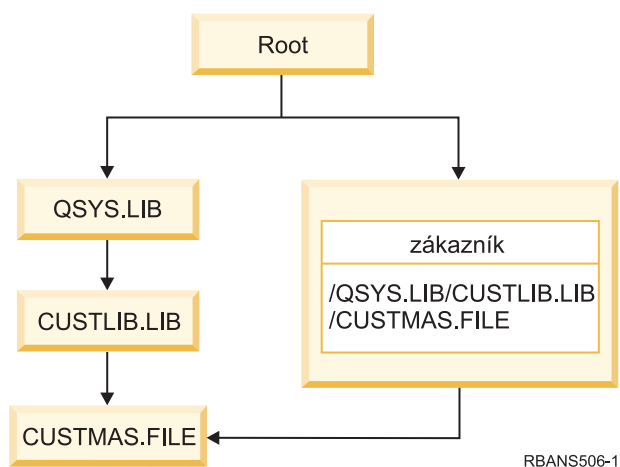 Root
QSYS.LIB
CUSTLIB.LIB
CUSTMAS.FILE
zákazník
/QSYS.LIB/CUSTLIB.LIB
/CUSTMAS.FILE
RBANS506-1